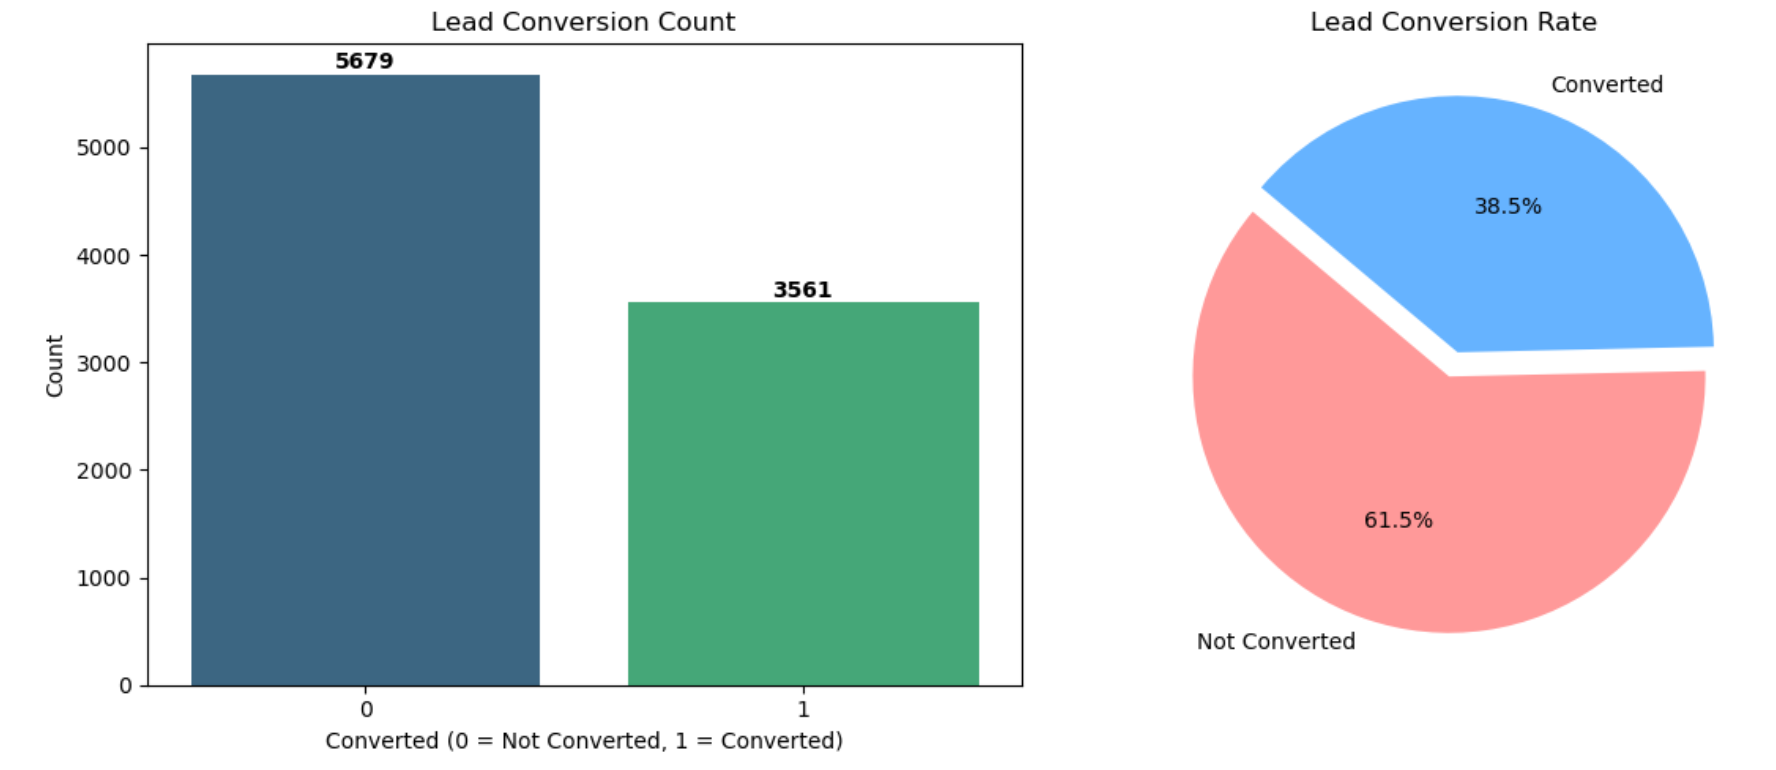 Lead Conversion Count
5679
3561
5000
4000
3000
2000
1000
0
Count
0
1
Converted (0 = Not Converted, 1 = Converted)
Lead Conversion Rate
Converted
38.5%
61.5%
Not Converted